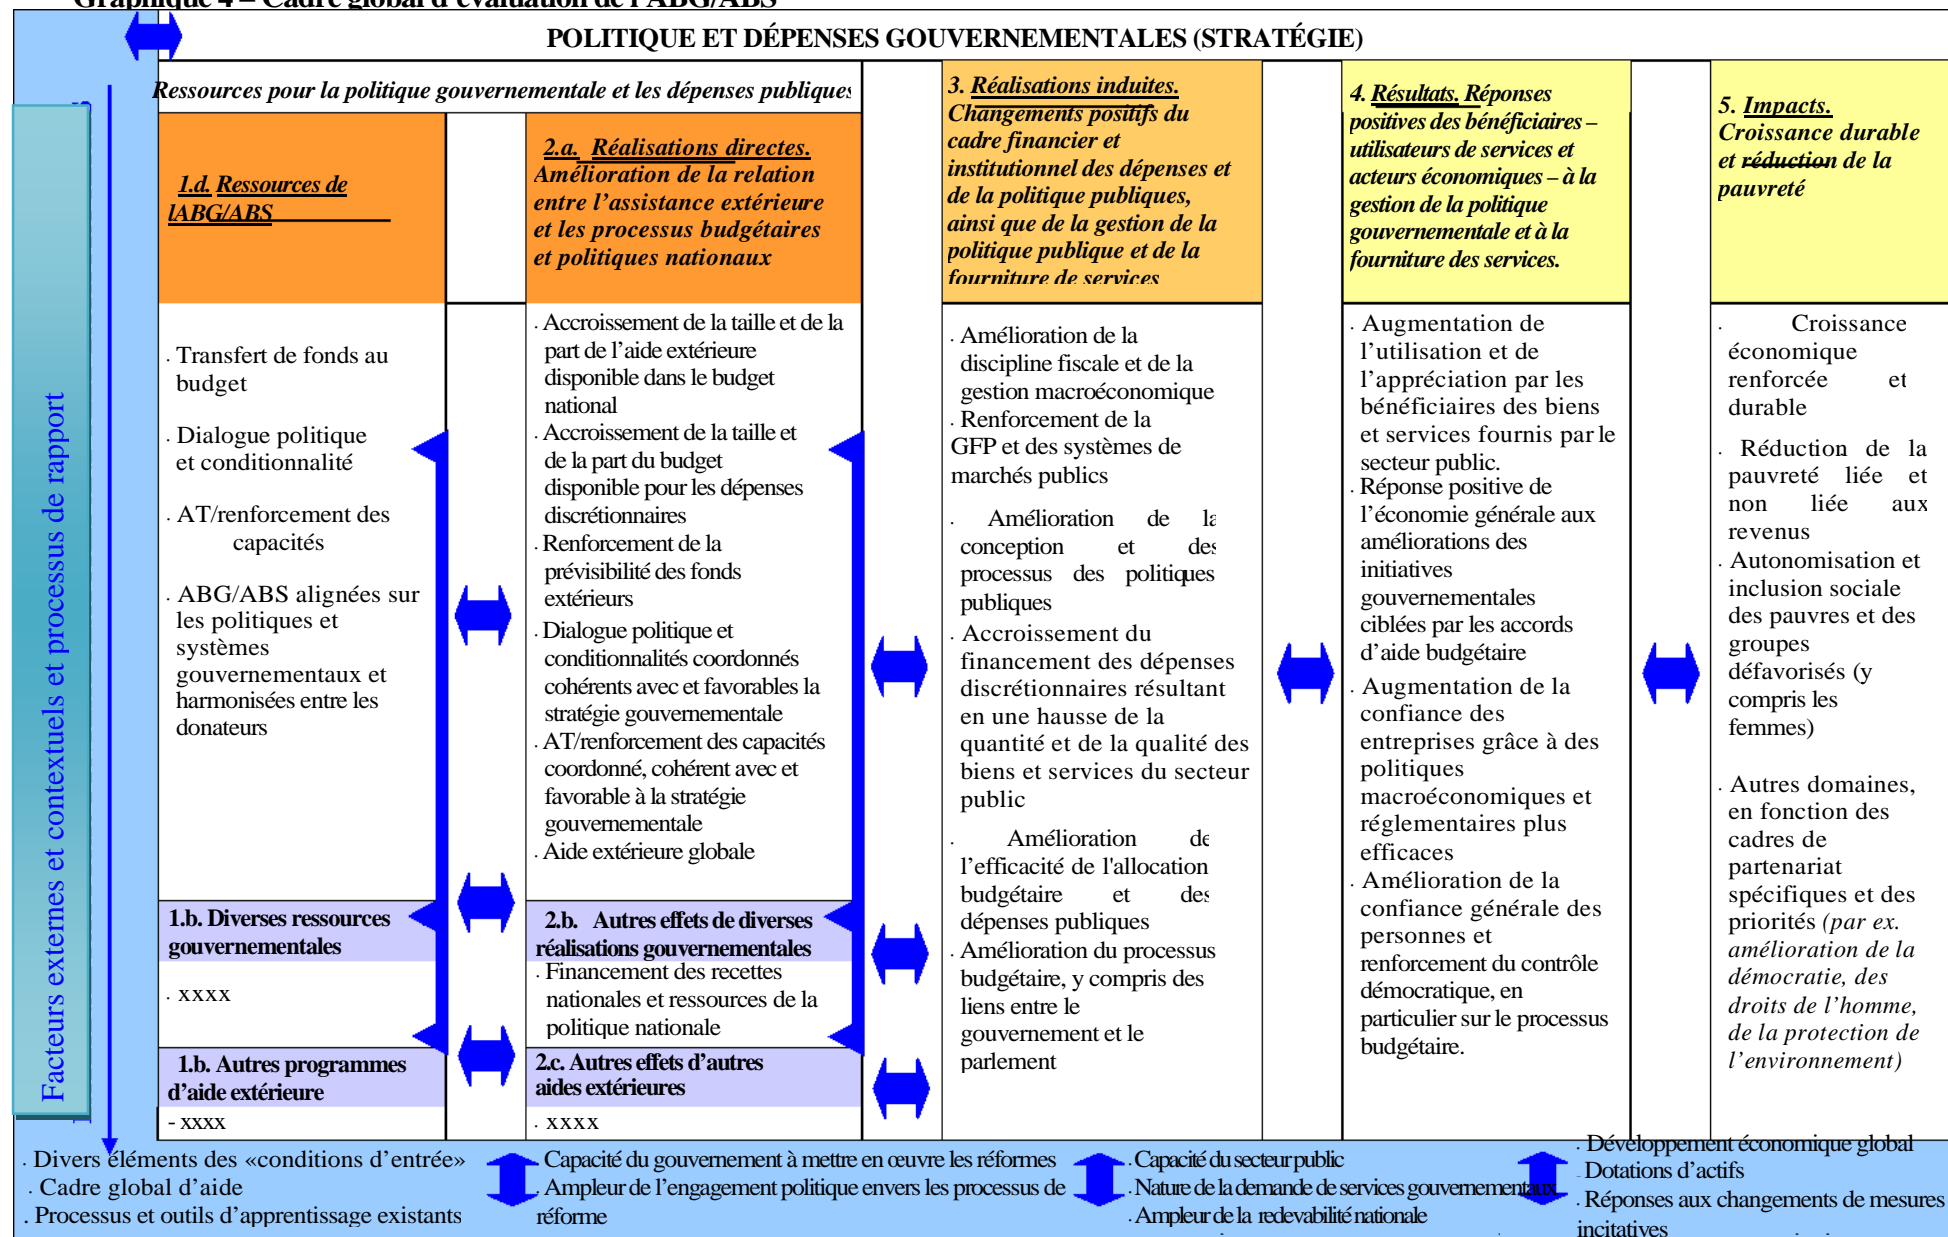 Graphique 4 – Cadre global d'évaluation de l'ABG/ABS
POLITIQUE ET DÉPENSES GOUVERNEMENTALES (STRATÉGIE)
Facteurs externes et contextuels et processus de rapport
Ressources pour la politique gouvernementale et les dépenses publiques
1.d. Ressources de
lABG/ABS
2.a. Réalisations directes.
Amélioration de la relation
entre l’assistance extérieure
et les processus budgétaires
et politiques nationaux
3. Réalisations induites.
Changements positifs du
cadre financier et
institutionnel des dépenses et
de la politique publiques,
ainsi que de la gestion de la
politique publique et de la
fourniture de services
4. Résultats. Réponses
positives des bénéficiaires –
utilisateurs de services et
acteurs économiques – à la
gestion de la politique
gouvernementale et à la
fourniture des services.
5. Impacts.
Croissance durable
et réduction de la
pauvreté
. Transfert de fonds au
budget
. Dialogue politique
et conditionnalité
. AT/renforcement des
capacités
. ABG/ABS alignées sur
les politiques et
systèmes
gouvernementaux et
harmonisées entre les
donateurs
1.b. Diverses ressources
gouvernementales
. xxxx
1.b. Autres programmes
d’aide extérieure
- xxxx
. Accroissement de la taille et de la
part de l’aide extérieure
disponible dans le budget
national
. Accroissement de la taille et
de la part du budget
disponible pour les dépenses
discrétionnaires
. Renforcement de la
prévisibilité des fonds
extérieurs
. Dialogue politique et
conditionnalités coordonnés
cohérents avec et favorables la
stratégie gouvernementale
. AT/renforcement des capacités
coordonné, cohérent avec et
favorable à la stratégie
gouvernementale
. Aide extérieure globale
2.b. Autres effets de diverses
réalisations gouvernementales
. Financement des recettes
nationales et ressources de la
politique nationale
2.c. Autres effets d’autres
aides extérieures
. xxxx
. Amélioration de la
discipline fiscale et de la
gestion macroéconomique
. Renforcement de la
GFP et des systèmes de
marchés publics
. Amélioration de la
conception et des
processus des politiques
publiques
. Accroissement du
financement des dépenses
discrétionnaires résultant
en une hausse de la
quantité et de la qualité des
biens et services du secteur
public
. Amélioration de
l’efficacité de l'allocation
budgétaire et des
dépenses publiques
. Amélioration du processus
budgétaire, y compris des
liens entre le
gouvernement et le
parlement
. Augmentation de
l’utilisation et de
l’appréciation par les
bénéficiaires des biens
et services fournis par le
secteur public.
. Réponse positive de
l’économie générale aux
améliorations des
initiatives
gouvernementales
ciblées par les accords
d’aide budgétaire
. Augmentation de la
confiance des
entreprises grâce à des
politiques
macroéconomiques et
réglementaires plus
efficaces
. Amélioration de la
confiance générale des
personnes et
renforcement du contrôle
démocratique, en
particulier sur le processus
budgétaire.
. Croissance
économique
renforcée et
durable
. Réduction de la
pauvreté liée et
non liée aux
revenus
. Autonomisation et
inclusion sociale
des pauvres et des
groupes
défavorisés (y
compris les
femmes)
. Autres domaines,
en fonction des
cadres de
partenariat
spécifiques et des
priorités (par ex.
amélioration de la
démocratie, des
droits de l’homme,
de la protection de
l’environnement)
. Divers éléments des «conditions d’entrée»
. Cadre global d’aide
. Processus et outils d’apprentissage existants
. Capacité du gouvernement à mettre en œuvre les réformes
. Ampleur de l’engagement politique envers les processus de
réforme
. Capacité du secteur public
. Nature de la demande de services gouvernementaux
. Ampleur de la redevabilité nationale
. Développement économique global
. Dotations d’actifs
. Réponses aux changements de mesures
incitatives